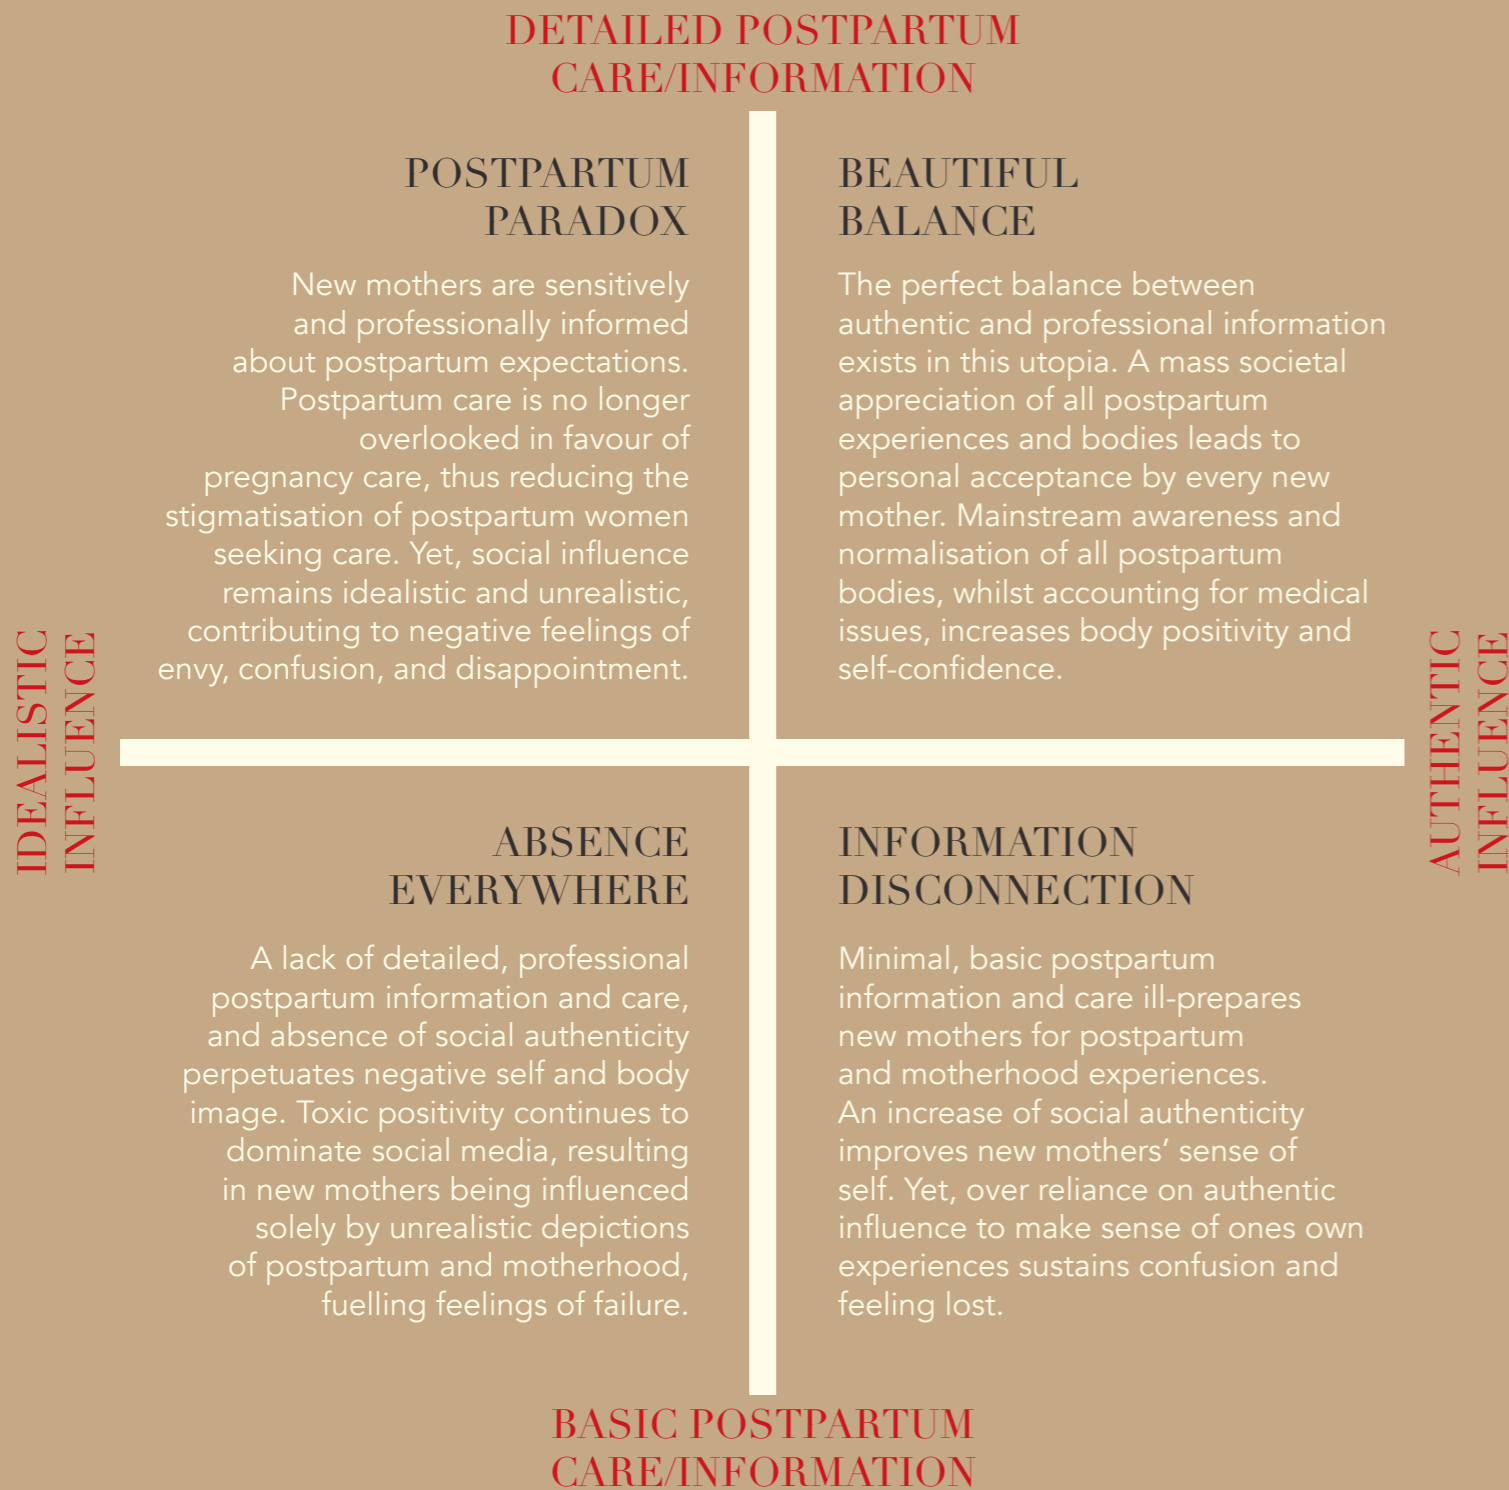 DETAILED POSTPARTUM
CARE/INFORMATION
POSTPARTUM
PARADOX
New mothers are sensitively
and professionally informed
about postpartum expectations.
Postpartum care is no longer
overlooked in favour of
pregnancy care, thus reducing the
stigmatisation of postpartum women
seeking care. Yet, social influence
remains idealistic and unrealistic,
contributing to negative feelings of
envy, confusion, and disappointment.
BEAUTIFUL
BALANCE
The perfect balance between
authentic and professional information
exists in this utopia. A mass societal
appreciation of all postpartum
experiences and bodies leads to
personal acceptance by every new
mother. Mainstream awareness and
normalisation of all postpartum
bodies, whilst accounting for medical
issues, increases body positivity and
self-confidence.
IDEALISTIC
INFLUENCE
AUTHENTIC
INFLUENCE
ABSENCE
EVERYWHERE
A lack of detailed, professional
postpartum information and care,
and absence of social authenticity
perpetuates negative self and body
image. Toxic positivity continues to
dominate social media, resulting
in new mothers being influenced
solely by unrealistic depictions
of postpartum and motherhood,
fuelling feelings of failure.
INFORMATION
DISCONNECTION
Minimal, basic postpartum
information and care ill-prepares
new mothers for postpartum
and motherhood experiences.
An increase of social authenticity
improves new mothers’ sense of
self. Yet, over reliance on authentic
influence to make sense of ones own
experiences sustains confusion and
feeling lost.
BASIC POSTPARTUM
CARE/INFORMATION